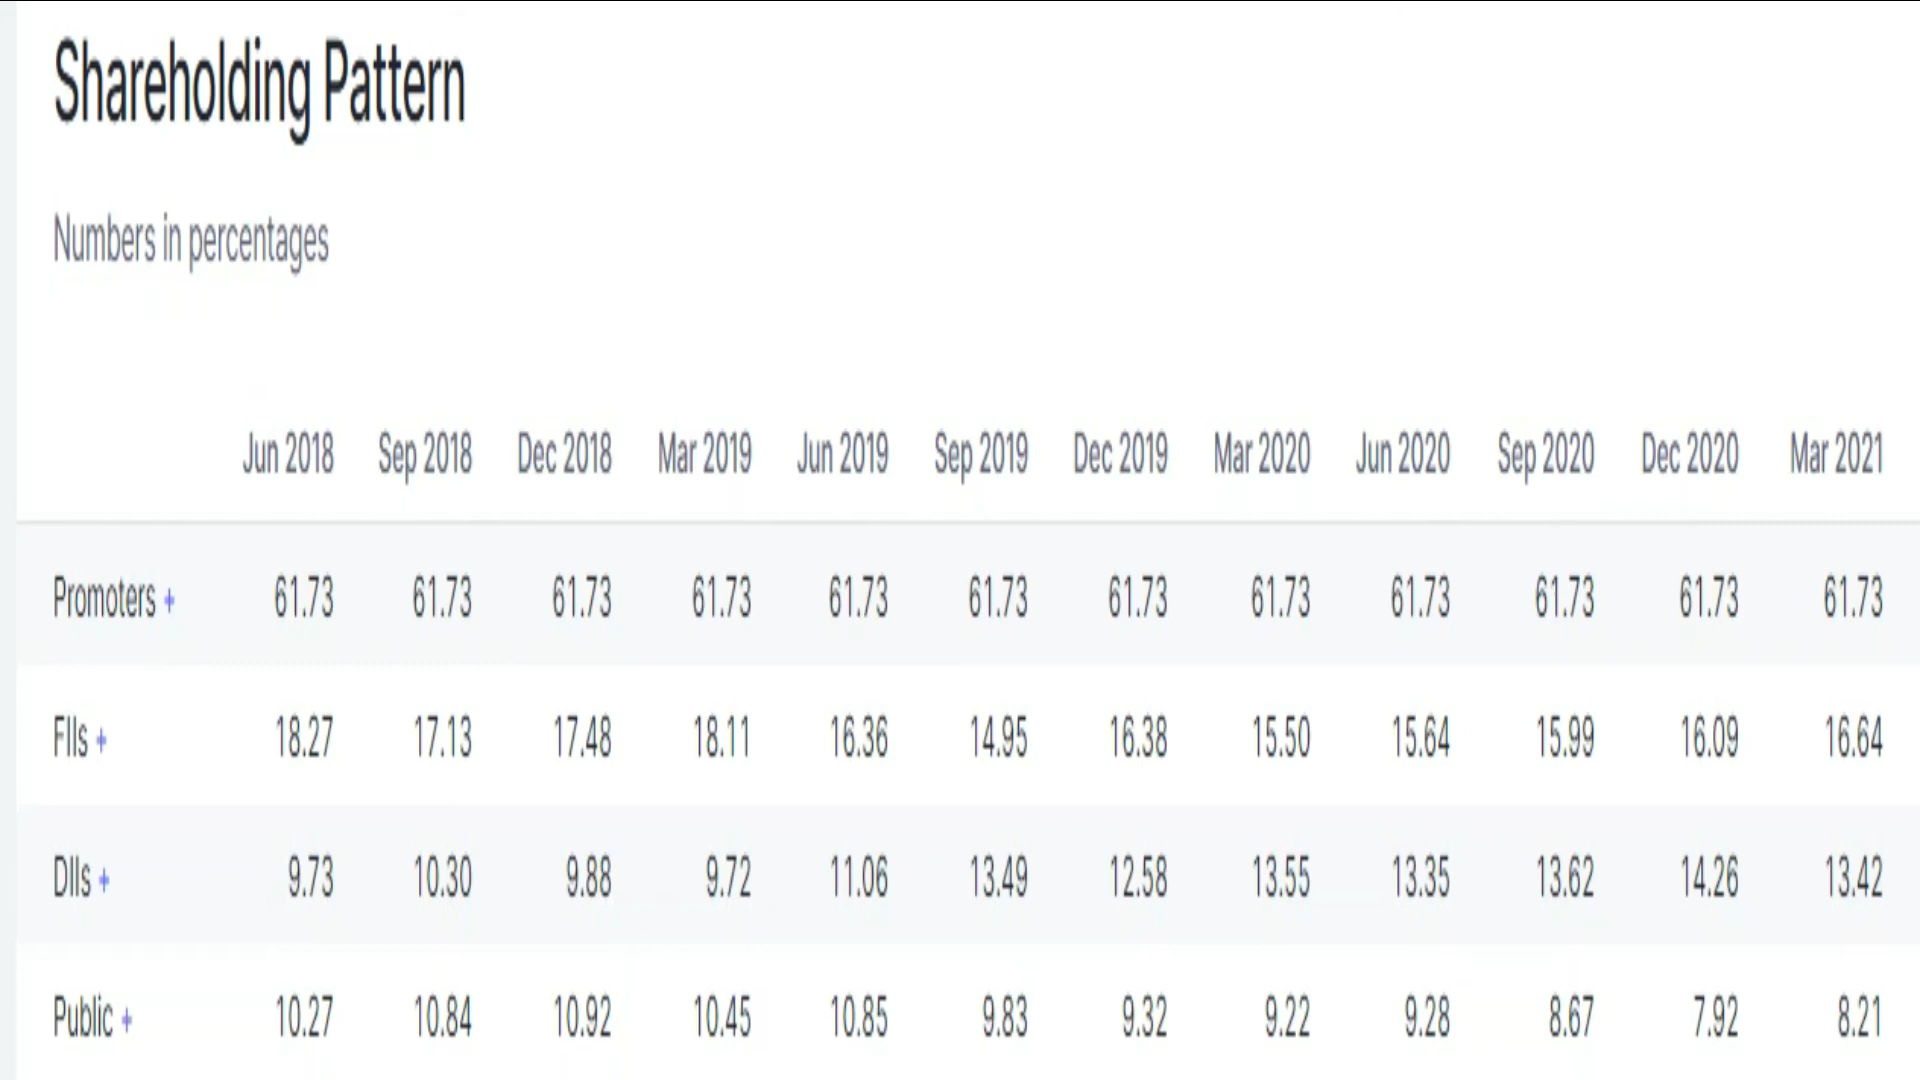 Shareholding Pattern
Numbers in percentages
Jun 2018 Sep 2018 Dec 2018 Mar 2019 Jun 2019 Sep 2019 Dec 2019 Mar 2020 Jun 2020 Sep 2020 Dec 2020 Mar 2021
Promoters + 61.73 61.73 61.73 61.73 61.73 61.73 61.73 61.73 61.73 61.73 61.73 61.73
FIIs + 18.27 17.13 17.48 18.11 16.36 14.95 16.38 15.50 15.64 15.99 16.09 16.64
DIIs + 9.73 10.30 9.88 9.72 11.06 13.49 12.58 13.55 13.35 13.62 14.26 13.42
Public + 10.27 10.84 10.92 10.45 10.85 9.83 9.32 9.22 9.28 8.67 7.92 8.21